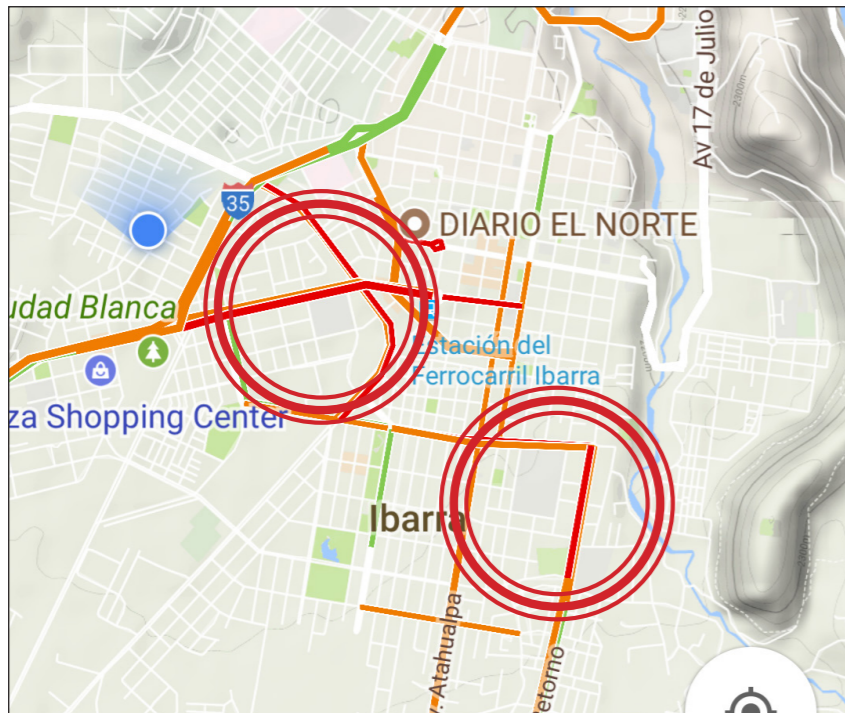 Av 17 de Julio
35
DIARIO EL NORTE
udad Blanca
Estación del
Ferrocarril Ibarra
za Shopping Center
Ibarra
v. Atahualpa
Retorno